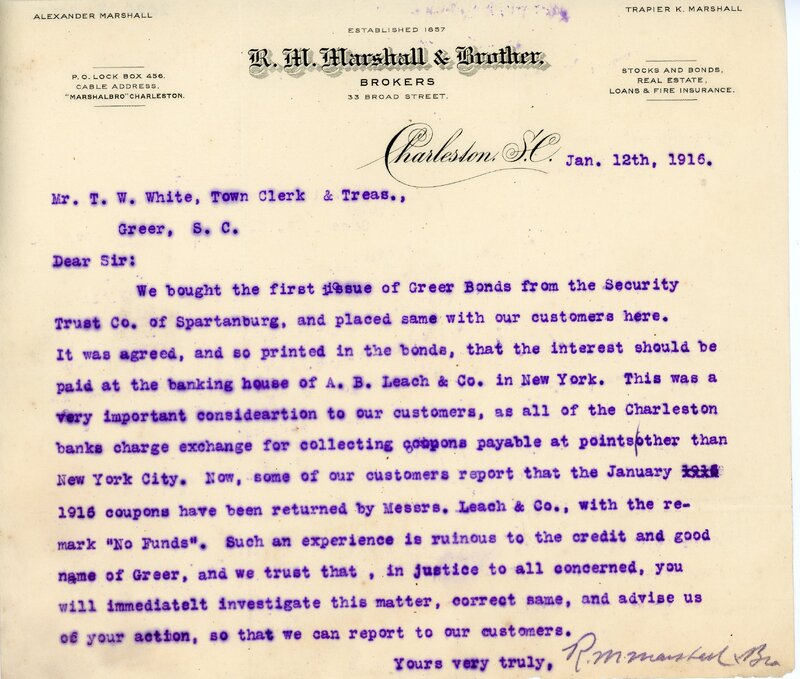 ALEXANDER MARSHALL
TRAPIER K. MARSHALL
ESTABLISHED 1857
R. M. Marshall & Brother,
BROKERS
33 BROAD STREET.
P. O. LOCK BOX 456.
CABLE ADDRESS,
"MARSHALBRO" CHARLESTON.
STOCKS AND BONDS,
REAL ESTATE,
LOANS & FIRE INSURANCE.
Charleston, S.C. Jan. 12th, 1916.
Mr. T. W. White, Town Clerk & Treas.,
Greer, S. C.
Dear Sir:
We bought the first issue of Greer Bonds from the Security
Trust Co. of Spartanburg, and placed same with our customers here.
It was agreed, and so printed in the bonds, that the interest should be
paid at the banking house of A. B. Leach & Co. in New York. This was a
very important consideartion to our customers, as all of the Charleston
banks charge exchange for collecting coupons payable at points other than
New York City. Now, some of our customers report that the January 1916
1916 coupons have been returned by Messrs. Leach & Co., with the re-
mark "No Funds". Such an experience is ruinous to the credit and good
name of Greer, and we trust that , in justice to all concerned, you
will immediatelt investigate this matter, correct same, and advise us
of your action, so that we can report to our customers.
Yours very truly, R. M. Marshall & Bro